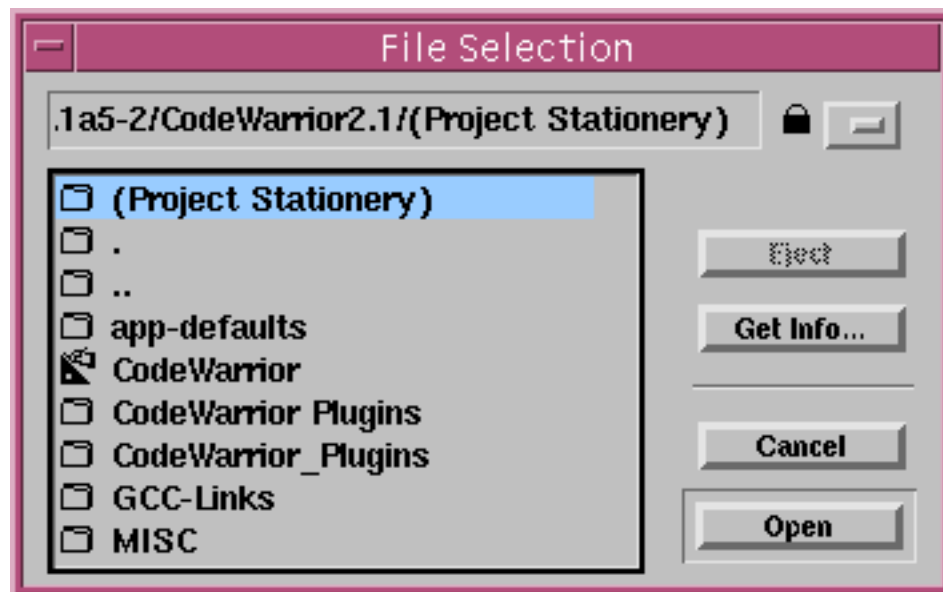 File Selection
.1a5-2/CodeWarrior2.1/(Project Stationery)
(Project Stationery)
.
..
app-defaults
CodeWarrior
CodeWarrior Plugins
CodeWarrior_Plugins
GCC-Links
MISC
Eject
Get Info...
Cancel
Open